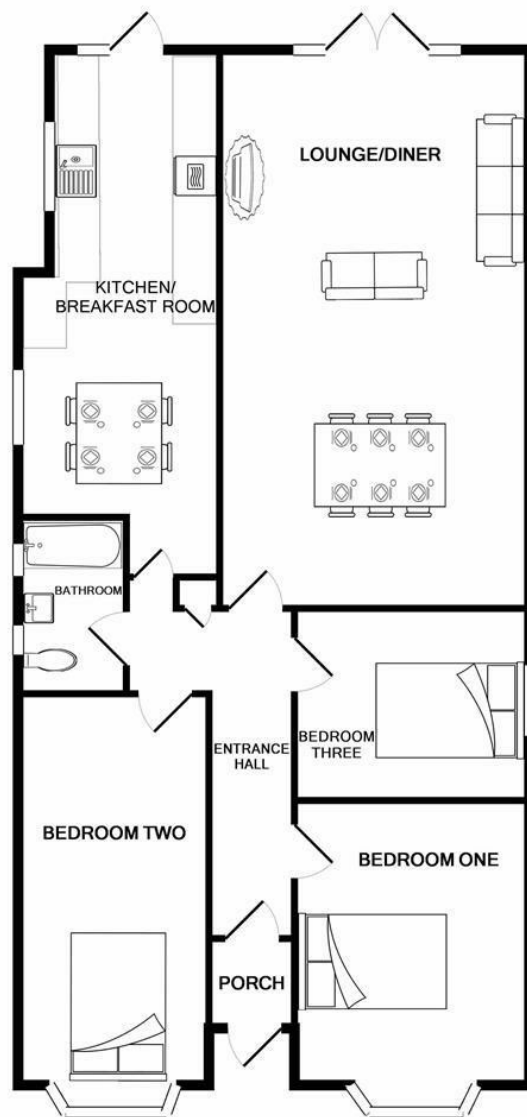 LOUNGE/DINER
KITCHEN/
BREAKFAST ROOM
BATHROOM
BEDROOM
THREE
ENTRANCE
HALL
BEDROOM TWO
BEDROOM ONE
PORCH